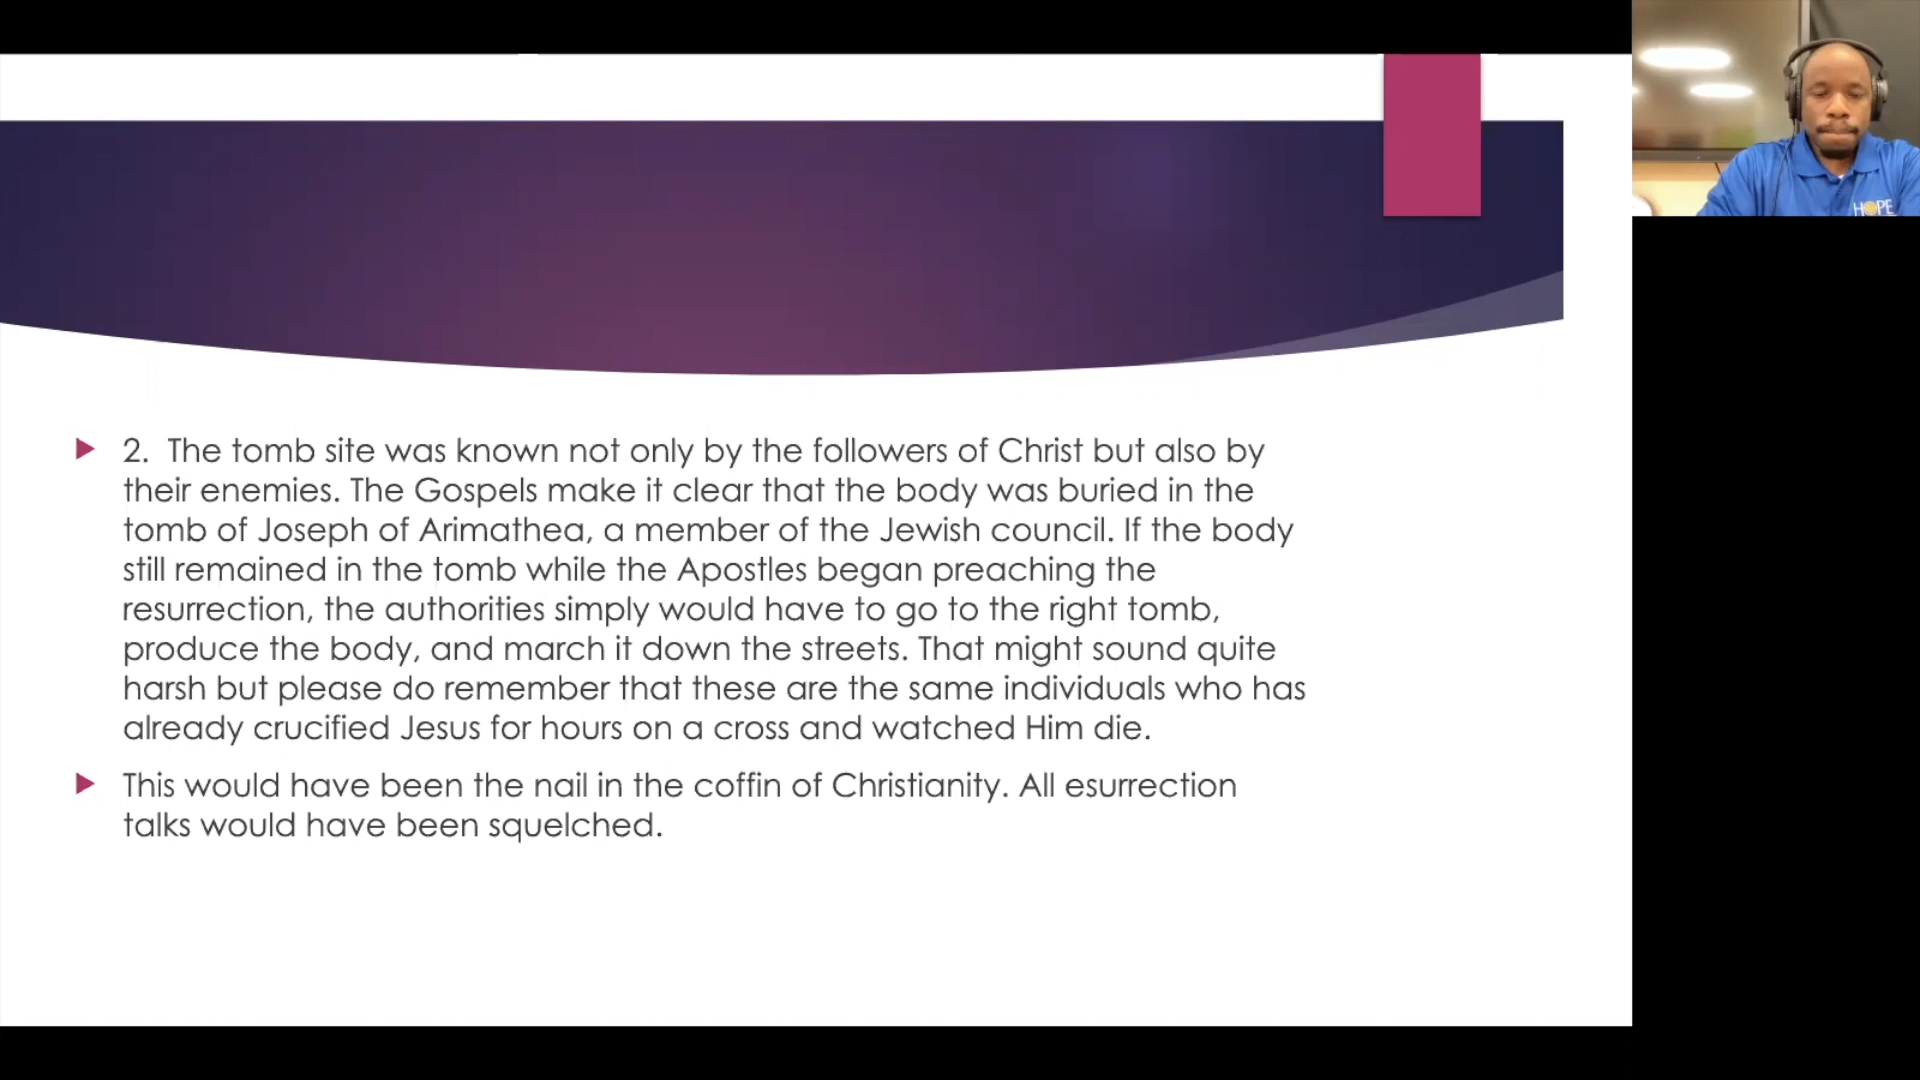 2. The tomb site was known not only by the followers of Christ but also by
their enemies. The Gospels make it clear that the body was buried in the
tomb of Joseph of Arimathea, a member of the Jewish council. If the body
still remained in the tomb while the Apostles began preaching the
resurrection, the authorities simply would have to go to the right tomb,
produce the body, and march it down the streets. That might sound quite
harsh but please do remember that these are the same individuals who has
already crucified Jesus for hours on a cross and watched Him die.
This would have been the nail in the coffin of Christianity. All esurrection
talks would have been squelched.
HOPE